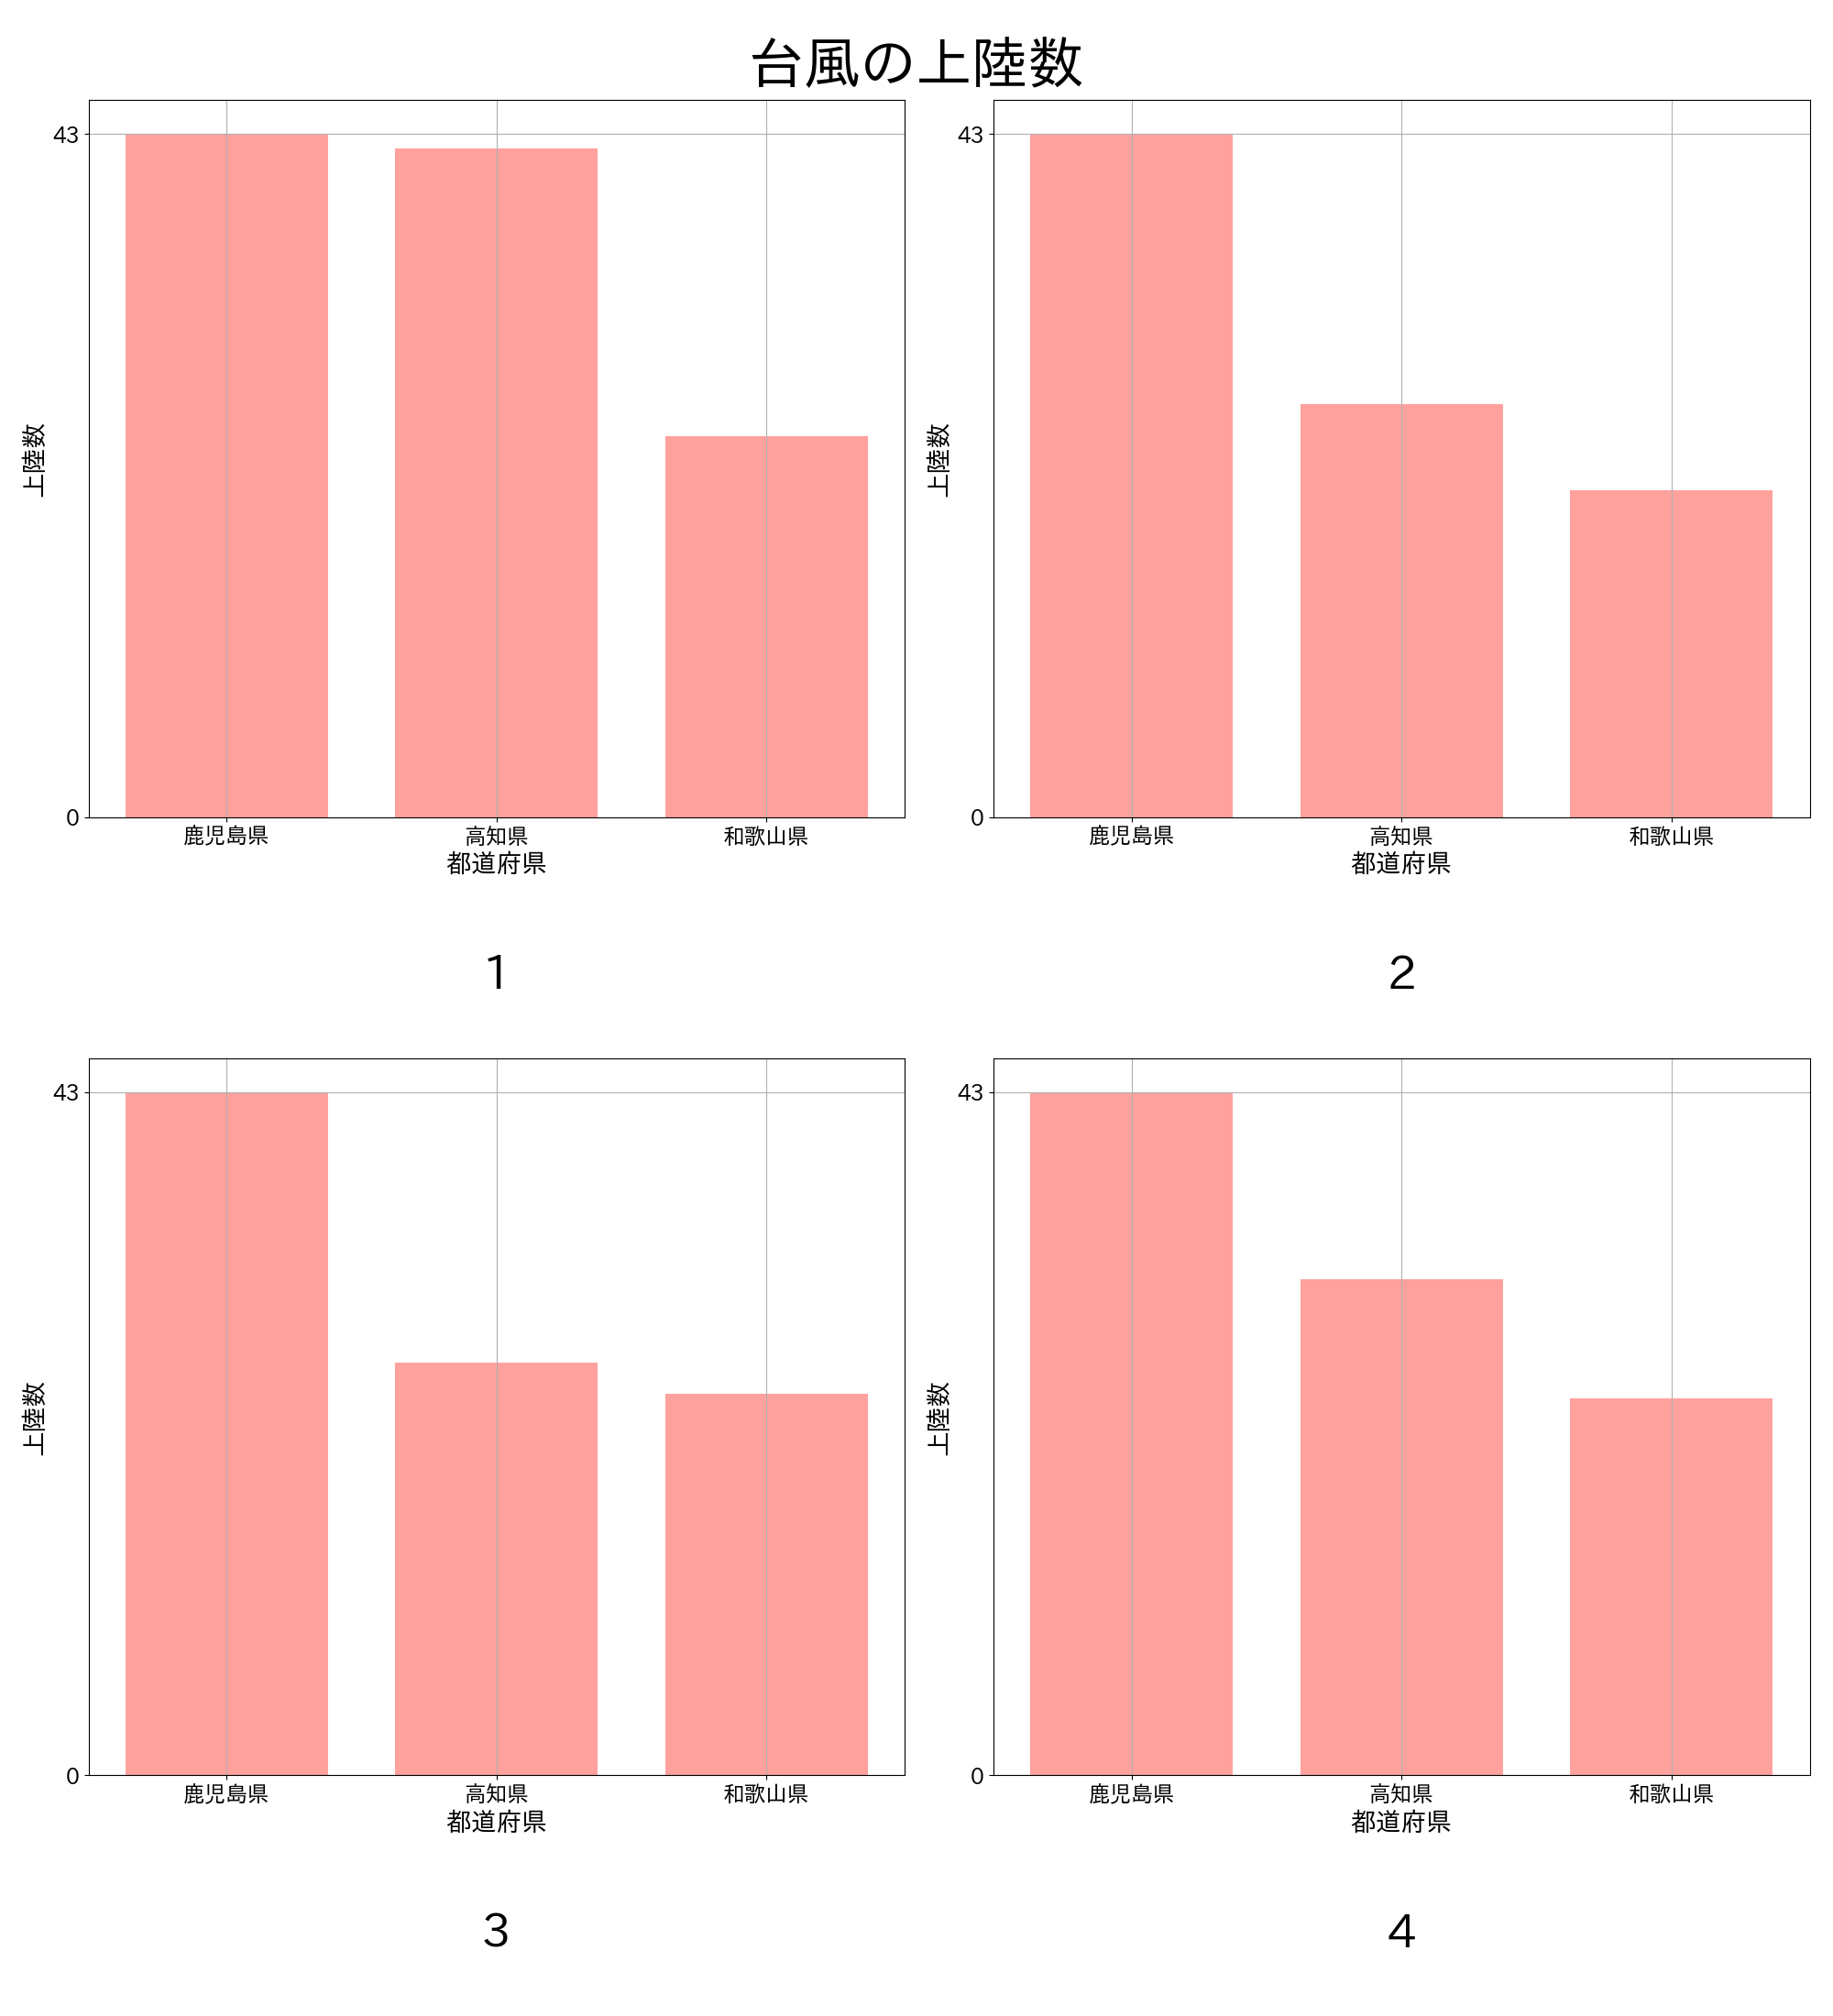 台風の上陸数
43
0
上陸数
鹿児島県 高知県 和歌山県
都道府県
1
43
0
上陸数
鹿児島県 高知県 和歌山県
都道府県
2
43
0
上陸数
鹿児島県 高知県 和歌山県
都道府県
3
43
0
上陸数
鹿児島県 高知県 和歌山県
都道府県
4